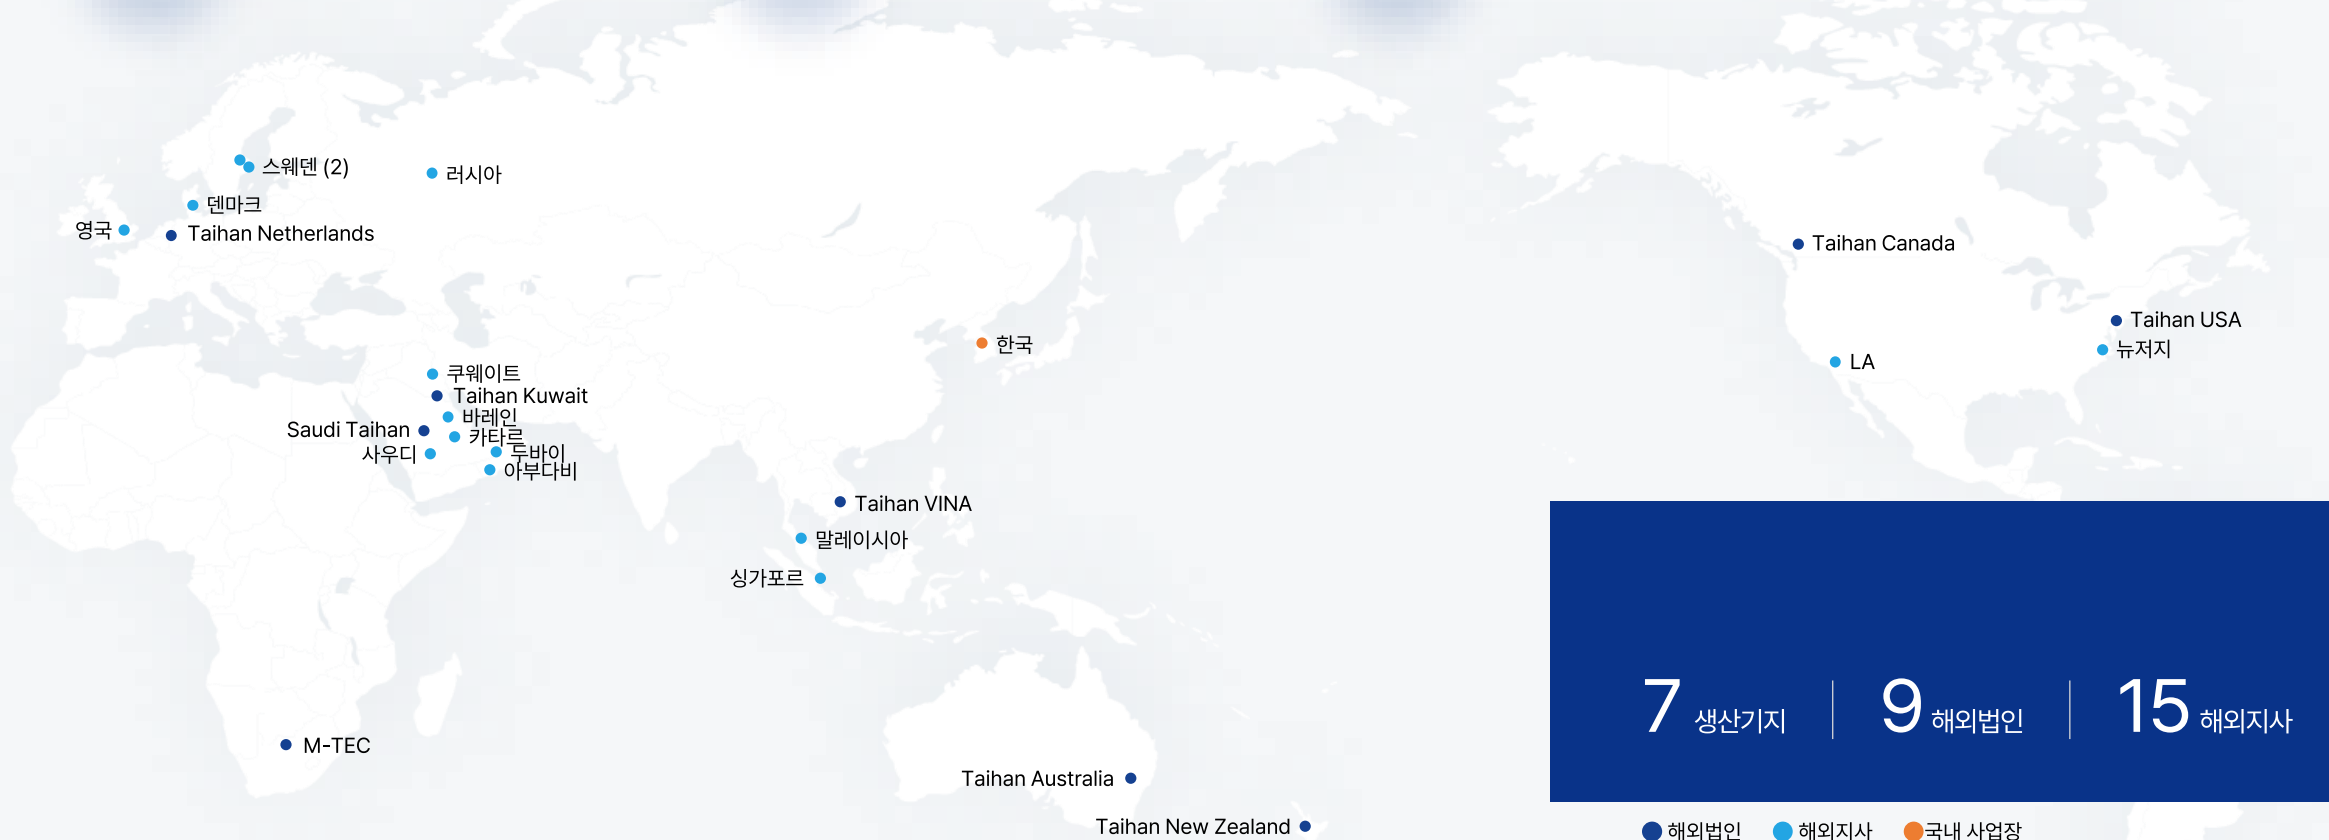 스웨덴 (2)
러시아
덴마크
영국
Taihan Netherlands
Taihan Canada
Taihan USA
한국
뉴저지
LA
쿠웨이트
Taihan Kuwait
바레인
Saudi Taihan
카타르
사우디
두바이
아부다비
Taihan VINA
말레이시아
싱가포르
7 생산기지
9 해외법인
15 해외지사
M-TEC
Taihan Australia
Taihan New Zealand
해외법인 해외지사 국내 사업장